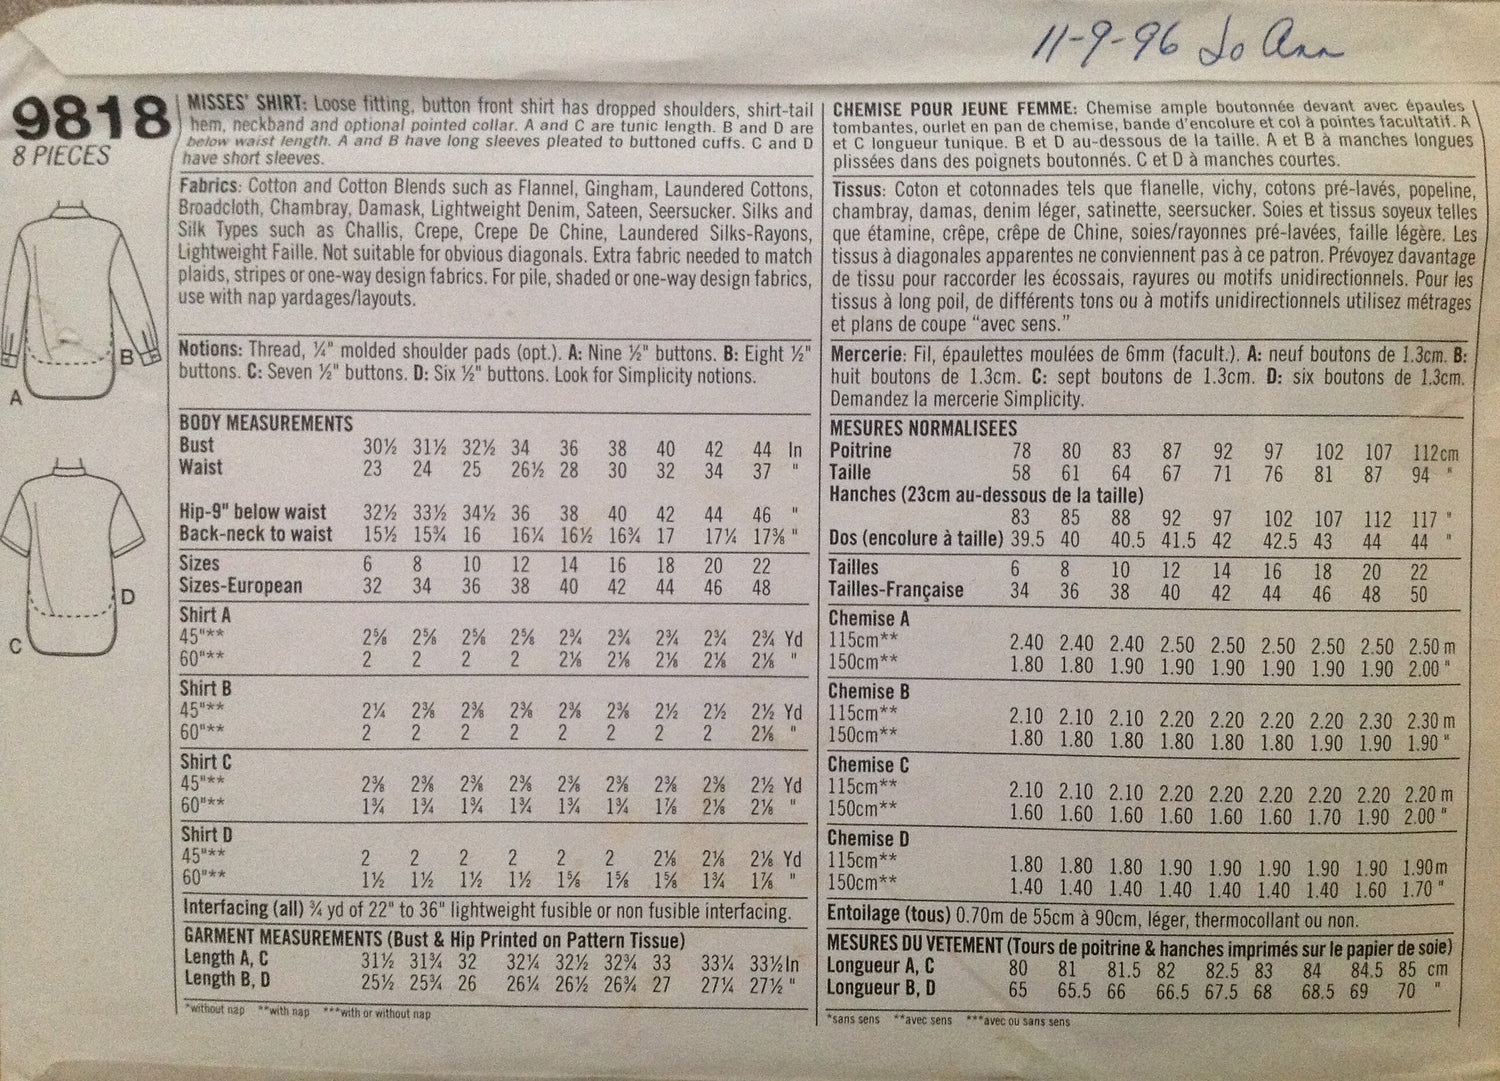 11-9-96 Jo Ann
9818
8 PIECES
A
B
C
D
MISSES' SHIRT: Loose fitting, button front shirt has dropped shoulders, shirt-tail
hem, neckband and optional pointed collar. A and C are tunic length. B and D are
below waist length. A and B have long sleeves pleated to buttoned cuffs. C and D
have short sleeves.
Fabrics: Cotton and Cotton Blends such as Flannel, Gingham, Laundered Cottons,
Broadcloth, Chambray, Damask, Lightweight Denim, Sateen, Seersucker. Silks and
Silk Types such as Challis, Crepe, Crepe De Chine, Laundered Silks-Rayons,
Lightweight Faille. Not suitable for obvious diagonals. Extra fabric needed to match
plaids, stripes or one-way design fabrics. For pile, shaded or one-way design fabrics,
use with nap yardages/layouts.
Notions: Thread, ¼" molded shoulder pads (opt.). A: Nine ½" buttons. B: Eight ½"
buttons. C: Seven ½" buttons. D: Six ½" buttons. Look for Simplicity notions.
BODY MEASUREMENTS
Bust 30½ 31½ 32½ 34 36 38 40 42 44 In
Waist 23 24 25 26½ 28 30 32 34 37 "
Hip-9" below waist 32½ 33½ 34½ 36 38 40 42 44 46 "
Back-neck to waist 15½ 15¾ 16 16¼ 16½ 16¾ 17 17¼ 17⅜ "
Sizes 6 8 10 12 14 16 18 20 22
Sizes-European 32 34 36 38 40 42 44 46 48
Shirt A
45"** 2⅝ 2⅝ 2⅝ 2⅝ 2¾ 2¾ 2¾ 2¾ 2¾ Yd
60"** 2 2 2 2 2⅛ 2⅛ 2⅛ 2⅛ 2⅛ "
Shirt B
45"** 2¼ 2⅜ 2⅜ 2⅜ 2⅜ 2⅜ 2½ 2½ 2½ Yd
60"** 2 2 2 2 2 2 2 2 2⅛ "
Shirt C
45"** 2⅜ 2⅜ 2⅜ 2⅜ 2⅜ 2⅜ 2⅜ 2⅜ 2½ Yd
60"** 1¾ 1¾ 1¾ 1¾ 1¾ 1¾ 1⅞ 2⅛ 2⅛ "
Shirt D
45"** 2 2 2 2 2 2 2⅛ 2⅛ 2⅛ Yd
60"** 1½ 1½ 1½ 1½ 1⅝ 1⅝ 1⅝ 1¾ 1⅞ "
Interfacing (all) ¾ yd of 22" to 36" lightweight fusible or non fusible interfacing.
GARMENT MEASUREMENTS (Bust & Hip Printed on Pattern Tissue)
Length A, C 31½ 31¾ 32 32¼ 32½ 32¾ 33 33¼ 33½ In
Length B, D 25½ 25¾ 26 26¼ 26½ 26¾ 27 27¼ 27½ "
*without nap **with nap ***with or without nap
CHEMISE POUR JEUNE FEMME: Chemise ample boutonnée devant avec épaules
tombantes, ourlet en pan de chemise, bande d'encolure et col à pointes facultatif. A
et C longueur tunique. B et D au-dessous de la taille. A et B à manches longues
plissées dans des poignets boutonnés. C et D à manches courtes.
Tissus: Coton et cotonnades tels que flanelle, vichy, cotons pré-lavés, popeline,
chambray, damas, denim léger, satinette, seersucker. Soies et tissus soyeux telles
que étamine, crêpe, crêpe de Chine, soies/rayonnes pré-lavées, faille légère. Les
tissus à diagonales apparentes ne conviennent pas à ce patron. Prévoyez davantage
de tissu pour raccorder les écossais, rayures ou motifs unidirectionnels. Pour les
tissus à long poil, de différents tons ou à motifs unidirectionnels utilisez métrages
et plans de coupe "avec sens."
Mercerie: Fil, épaulettes moulées de 6mm (facult.). A: neuf boutons de 1.3cm. B:
huit boutons de 1.3cm. C: sept boutons de 1.3cm. D: six boutons de 1.3cm.
Demandez la mercerie Simplicity.
MESURES NORMALISEES
Poitrine 78 80 83 87 92 97 102 107 112cm
Taille 58 61 64 67 71 76 81 87 94 "
Hanches (23cm au-dessous de la taille)
83 85 88 92 97 102 107 112 117 "
Dos (encolure à taille) 39.5 40 40.5 41.5 42 42.5 43 44 44 "
Tailles 6 8 10 12 14 16 18 20 22
Tailles-Française 34 36 38 40 42 44 46 48 50
Chemise A
115cm** 2.40 2.40 2.40 2.50 2.50 2.50 2.50 2.50 2.50 m
150cm** 1.80 1.80 1.90 1.90 1.90 1.90 1.90 1.90 2.00 "
Chemise B
115cm** 2.10 2.10 2.10 2.20 2.20 2.20 2.20 2.30 2.30 m
150cm** 1.80 1.80 1.80 1.80 1.80 1.80 1.90 1.90 1.90 "
Chemise C
115cm** 2.10 2.10 2.10 2.20 2.20 2.20 2.20 2.20 2.20 m
150cm** 1.60 1.60 1.60 1.60 1.60 1.60 1.70 1.90 2.00 "
Chemise D
115cm** 1.80 1.80 1.80 1.90 1.90 1.90 1.90 1.90 1.90 m
150cm** 1.40 1.40 1.40 1.40 1.40 1.40 1.40 1.60 1.70 "
Entoilage (tous) 0.70m de 55cm à 90cm, léger, thermocollant ou non.
MESURES DU VETEMENT (Tours de poitrine & hanches imprimés sur le papier de soie)
Longueur A, C 80 81 81.5 82 82.5 83 84 84.5 85 cm
Longueur B, D 65 65.5 66 66.5 67.5 68 68.5 69 70 "
*sans sens **avec sens ***avec ou sans sens